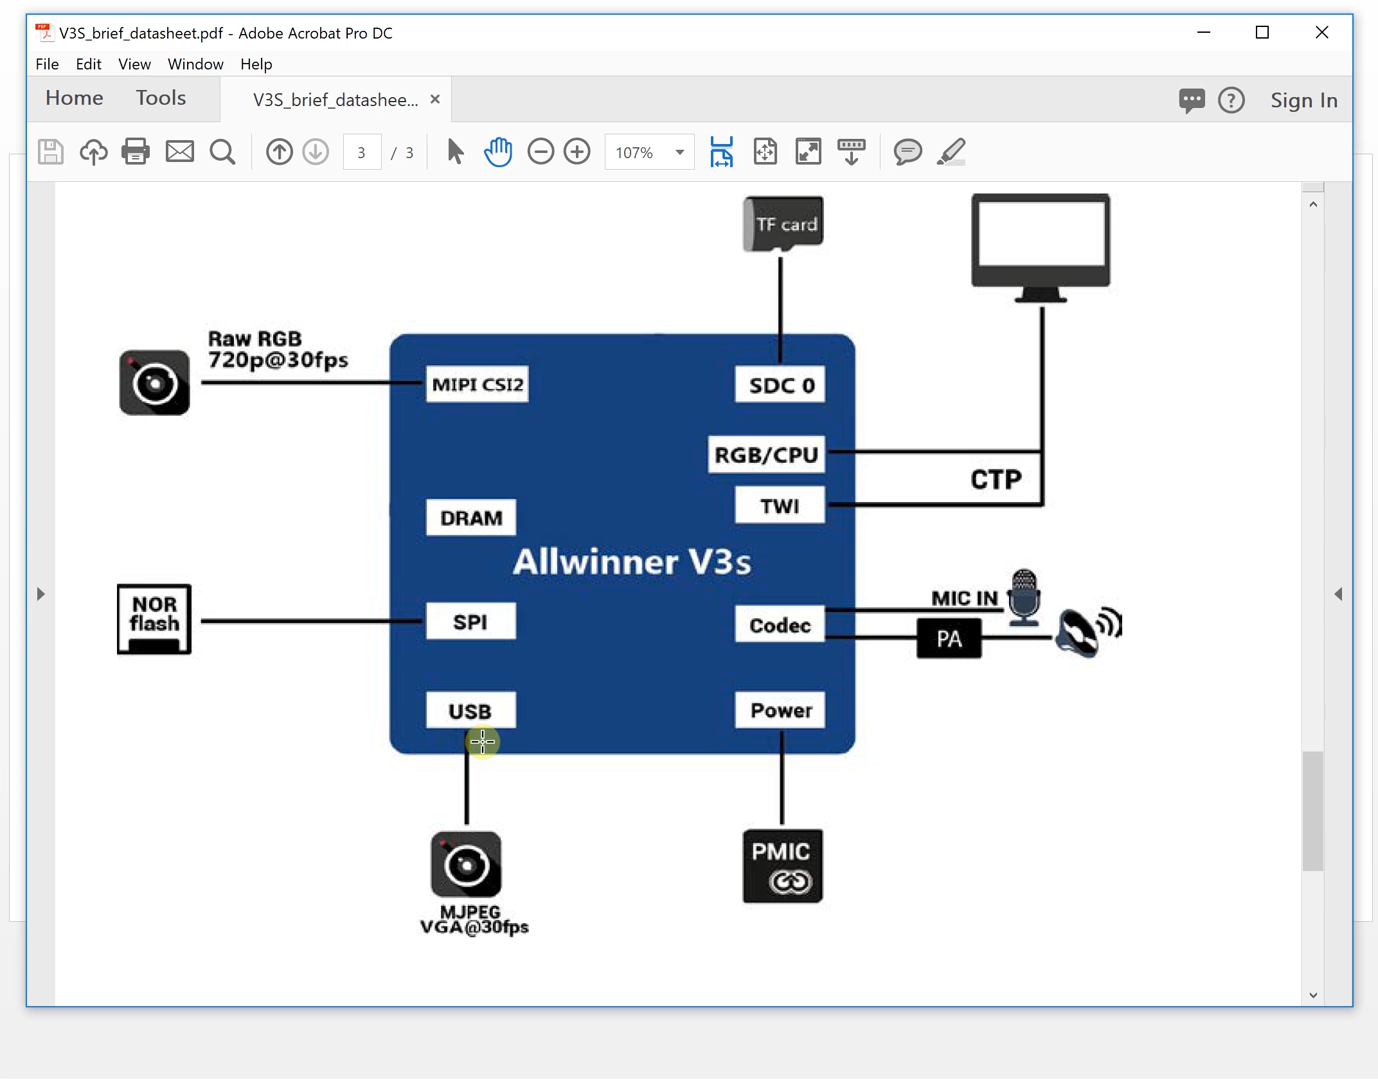 V3S_brief_datasheet.pdf - Adobe Acrobat Pro DC
File Edit View Window Help
Home Tools V3S_brief_datashee... ×
? Sign In
3 / 3 107%
TF card
Raw RGB
720p@30fps
MIPI CSI2
SDC 0
RGB/CPU
CTP
TWI
DRAM
Allwinner V3s
NOR
flash
SPI
Codec
MIC IN
PA
USB
Power
PMIC
MJPEG
VGA@30fps